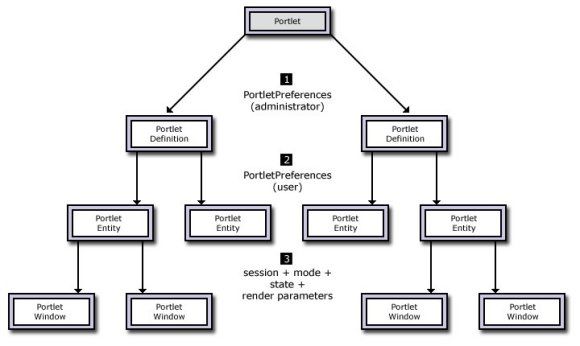 Portlet
1
PortletPreferences
(administrator)
Portlet
Definition
Portlet
Definition
2
PortletPreferences
(user)
Portlet
Entity
Portlet
Entity
Portlet
Entity
Portlet
Entity
3
session + mode +
state +
render parameters
Portlet
Window
Portlet
Window
Portlet
Window
Portlet
Window